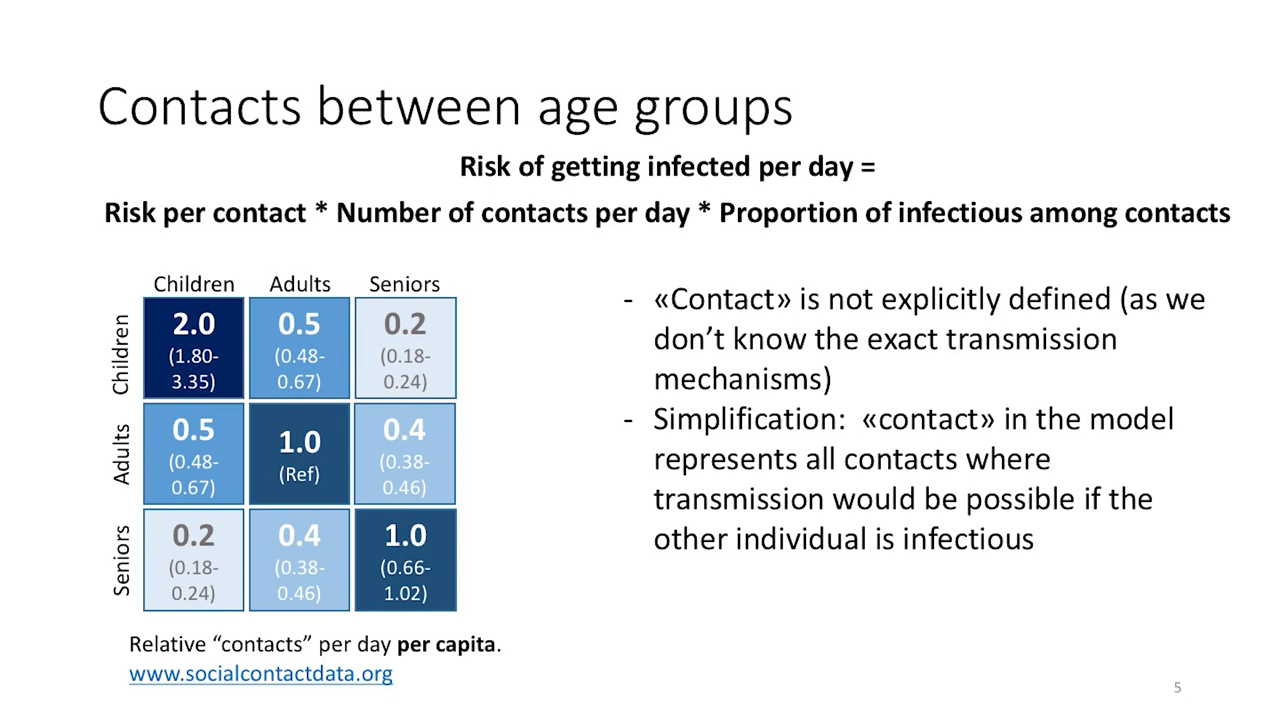 Contacts between age groups
Risk of getting infected per day =
Risk per contact * Number of contacts per day * Proportion of infectious among contacts
Children Adults Seniors
Children
2.0
(1.80-
3.35)
0.5
(0.48-
0.67)
0.2
(0.18-
0.24)
Adults
0.5
(0.48-
0.67)
1.0
(Ref)
0.4
(0.38-
0.46)
Seniors
0.2
(0.18-
0.24)
0.4
(0.38-
0.46)
1.0
(0.66-
1.02)
Relative “contacts” per day per capita.
www.socialcontactdata.org
- «Contact» is not explicitly defined (as we
don’t know the exact transmission
mechanisms)
- Simplification: «contact» in the model
represents all contacts where
transmission would be possible if the
other individual is infectious
5